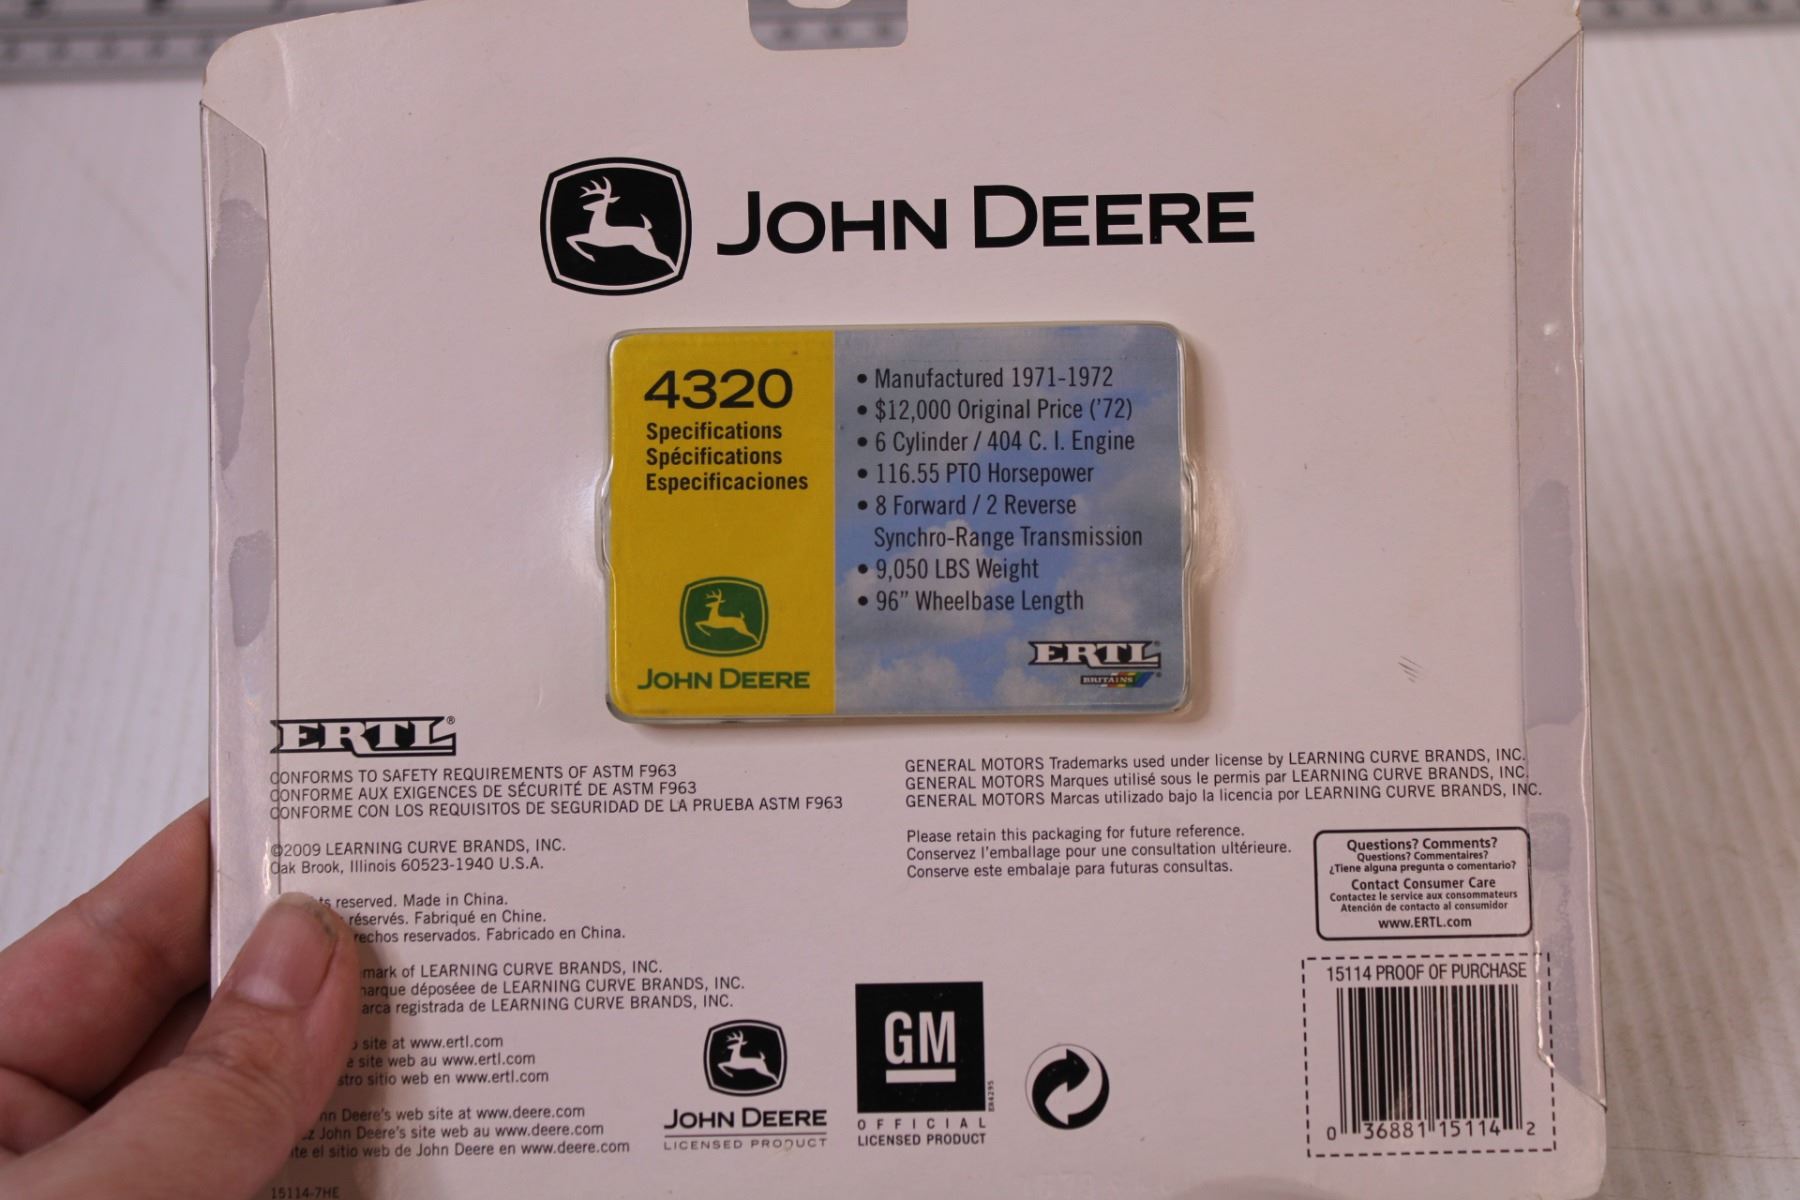 JOHN DEERE
4320
Specifications
Spécifications
Especificaciones
JOHN DEERE
• Manufactured 1971-1972
• $12,000 Original Price ('72)
• 6 Cylinder / 404 C. I. Engine
• 116.55 PTO Horsepower
• 8 Forward / 2 Reverse
Synchro-Range Transmission
• 9,050 LBS Weight
• 96” Wheelbase Length
ERTL®
BRITAINS®
ERTL®
CONFORMS TO SAFETY REQUIREMENTS OF ASTM F963
CONFORME AUX EXIGENCES DE SÉCURITÉ DE ASTM F963
CONFORME CON LOS REQUISITOS DE SEGURIDAD DE LA PRUEBA ASTM F963
©2009 LEARNING CURVE BRANDS, INC.
Oak Brook, Illinois 60523-1940 U.S.A.
reserved. Made in China.
réservés. Fabriqué en Chine.
reservados. Fabricado en China.
of LEARNING CURVE BRANDS, INC.
déposéee de LEARNING CURVE BRANDS, INC.
registrada de LEARNING CURVE BRANDS, INC.
site at www.ertl.com
site web au www.ertl.com
sitio web en www.ertl.com
Deere's web site at www.deere.com
John Deere's site web au www.deere.com
el sitio web de John Deere en www.deere.com
15114-7HE
GENERAL MOTORS Trademarks used under license by LEARNING CURVE BRANDS, INC.
GENERAL MOTORS Marques utilisé sous le permis par LEARNING CURVE BRANDS, INC.
GENERAL MOTORS Marcas utilizado bajo la licencia por LEARNING CURVE BRANDS, INC.
Please retain this packaging for future reference.
Conservez l'emballage pour une consultation ultérieure.
Conserve este embalaje para futuras consultas.
Questions? Comments?
Questions? Commentaires?
¿Tiene alguna pregunta o comentario?
Contact Consumer Care
Contactez le service aux consommateurs
Atención de contacto al consumidor
www.ERTL.com
JOHN DEERE
LICENSED PRODUCT
GM
OFFICIAL
LICENSED PRODUCT
15114 PROOF OF PURCHASE
0 36881 15114 2